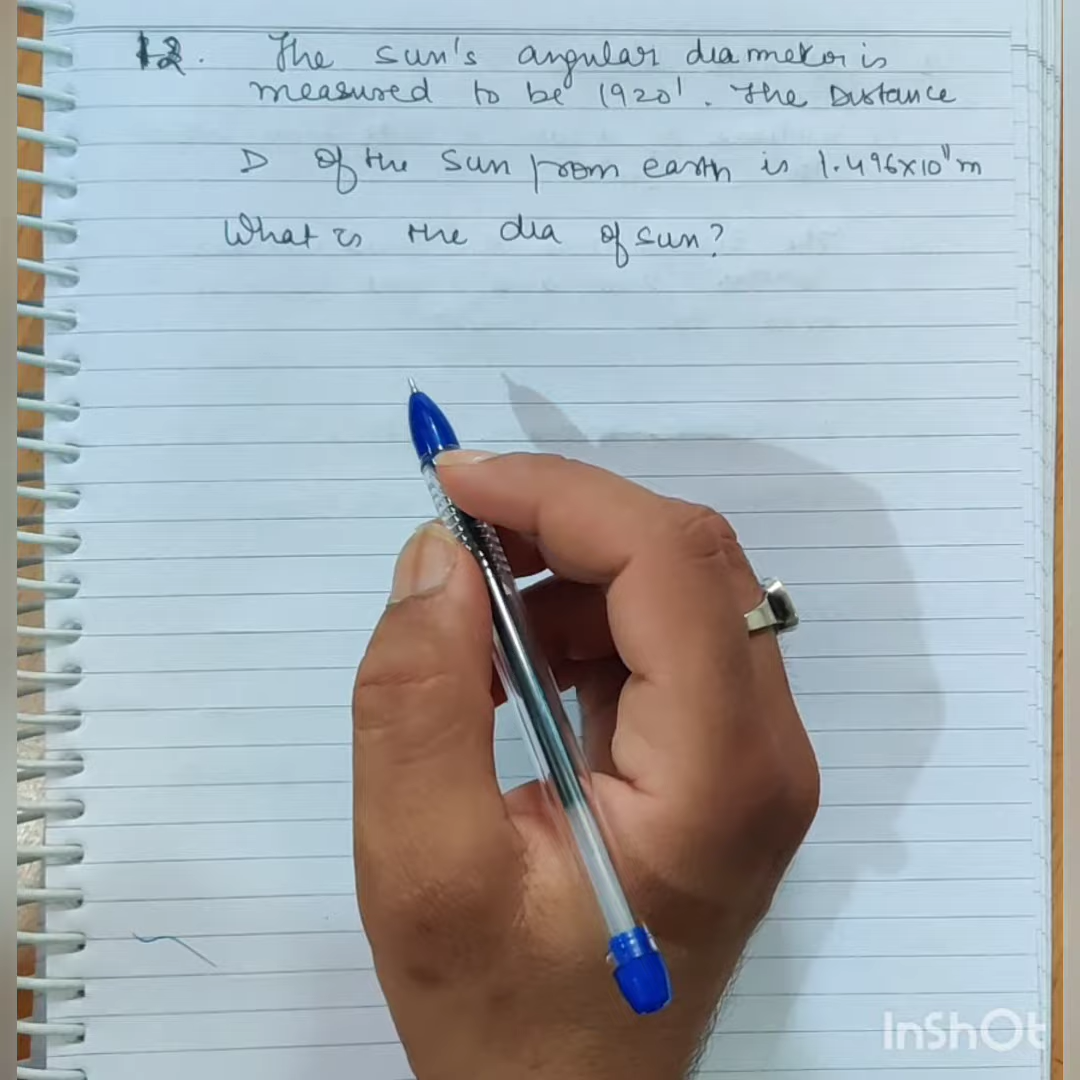 12. The sun's angular diameter is
measured to be 1920'. The Distance
D of the sun from earth is 1.496x10¹¹m
What is the dia of sun?
InShOt